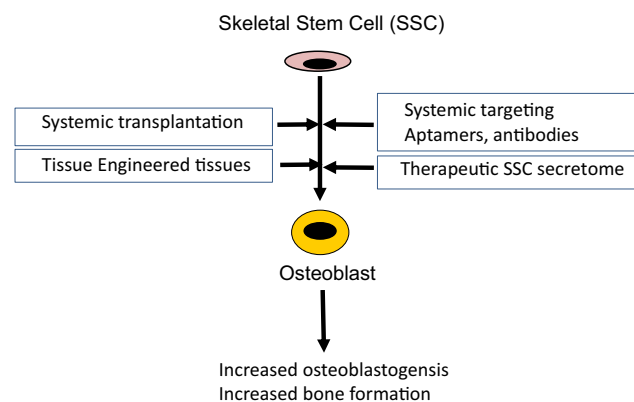 Skeletal Stem Cell (SSC)
Systemic transplantation
Systemic targeting
Aptamers, antibodies
Tissue Engineered tissues
Therapeutic SSC secretome
Osteoblast
Increased osteoblastogensis
Increased bone formation